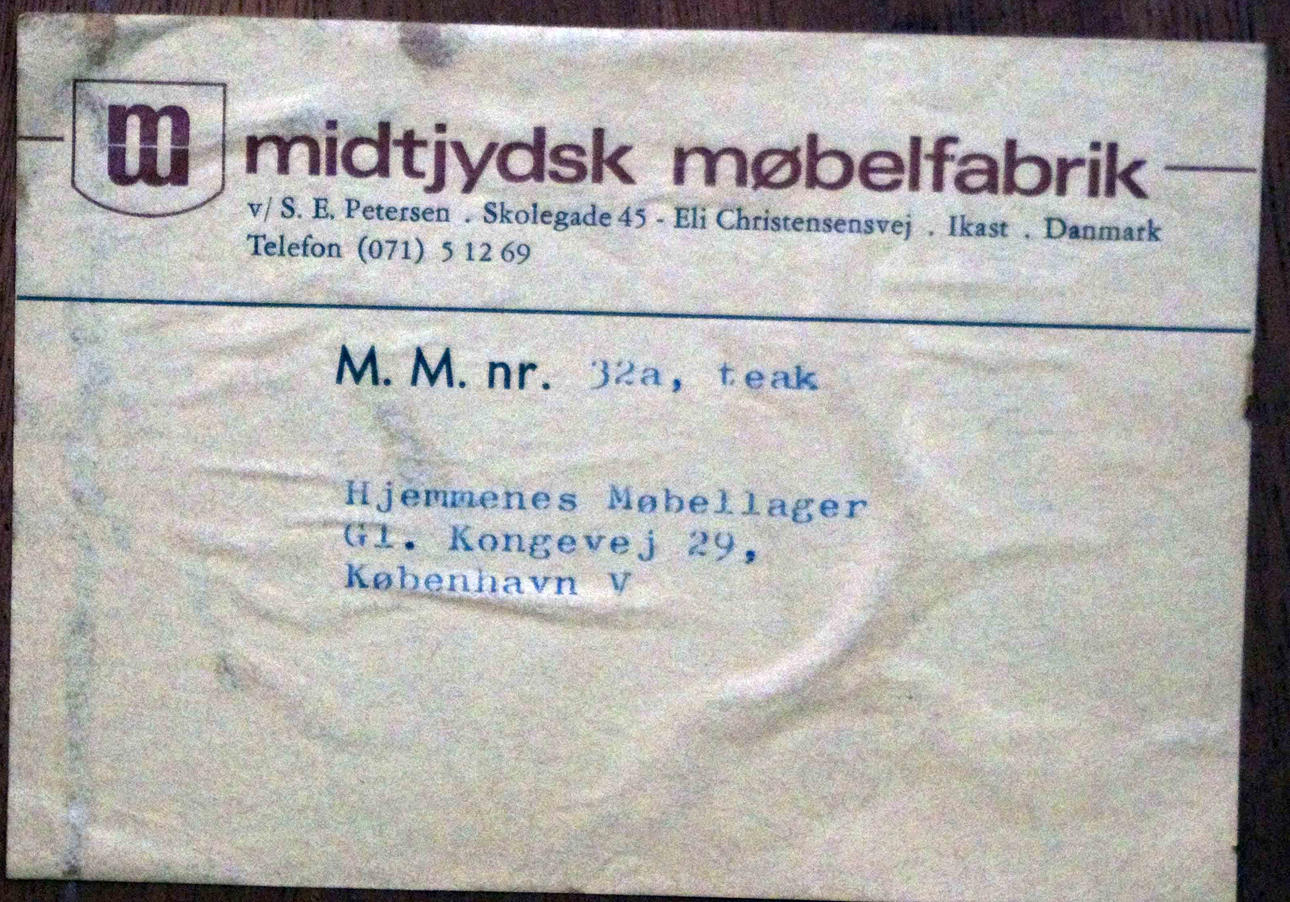 midtjydsk møbelfabrik
v/ S. E. Petersen . Skolegade 45 - Eli Christensensvej . Ikast . Danmark
Telefon (071) 5 12 69
M. M. nr. 32a, teak
Hjemmenes Møbellager
Gl. Kongevej 29,
København V